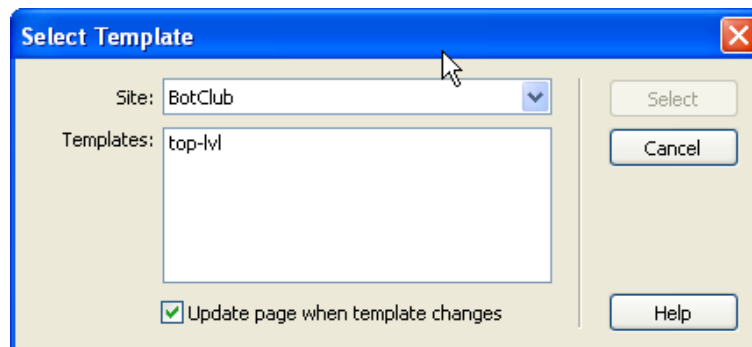 Select Template
Site: BotClub
Select
Templates: top-lvl
Cancel
Update page when template changes
Help